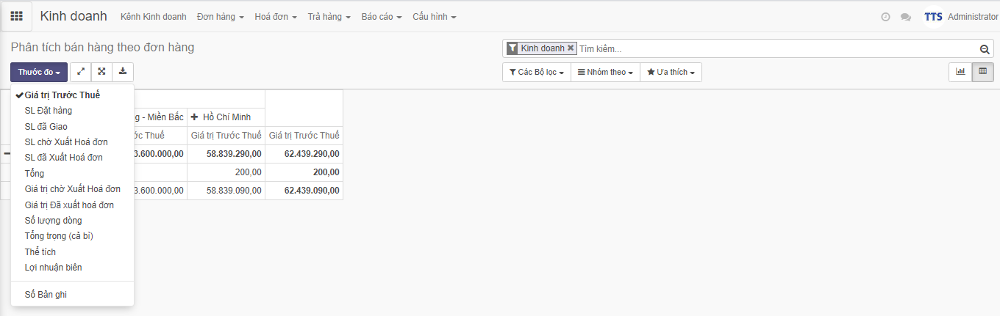 Kinh doanh Kênh Kinh doanh Đơn hàng Hoá đơn Trả hàng Báo cáo Cấu hình TTS Administrator
Phân tích bán hàng theo đơn hàng
Kinh doanh Tìm kiếm...
Thước đo
Các Bộ lọc Nhóm theo Ưa thích
Giá trị Trước Thuế
SL Đặt hàng
SL đã Giao
SL chờ Xuất Hoá đơn
SL đã Xuất Hoá đơn
Tổng
Giá trị chờ Xuất Hoá đơn
Giá trị Đã xuất hoá đơn
Số lượng dòng
Tổng trọng (cả bì)
Thể tích
Lợi nhuận biên
Số Bản ghi
g - Miền Bắc Hồ Chí Minh
ước Thuế Giá trị Trước Thuế Giá trị Trước Thuế
3.600.000,00 58.839.290,00 62.439.290,00
200,00 200,00
3.600.000,00 58.839.090,00 62.439.090,00